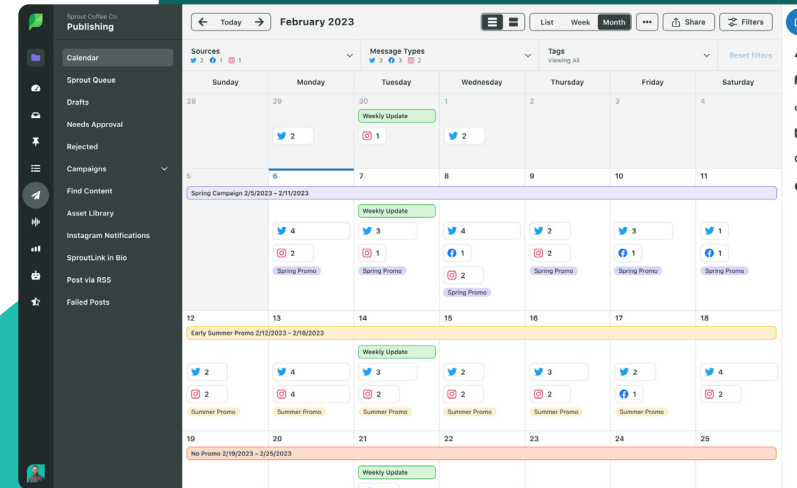 Sprout Coffee Co.
Publishing
Calendar
Sprout Queue
Drafts
Needs Approval
Rejected
Campaigns
Find Content
Asset Library
Instagram Notifications
SproutLink in Bio
Post via RSS
Failed Posts
Today
February 2023
List Week Month
Share
Filters
Sources
2 1 1
Message Types
3 3 2
Tags
Viewing All
Reset filters
Sunday Monday Tuesday Wednesday Thursday Friday Saturday
28 29 30 1 2 3 4
Weekly Update
2 1 2
5 6 7 8 9 10 11
Spring Campaign 2/5/2023 – 2/11/2023
Weekly Update
4 3 4 2 3 1
2 1 1 2 1 1
Spring Promo Spring Promo 2 Spring Promo Spring Promo Spring Promo
Spring Promo
12 13 14 15 16 17 18
Early Summer Promo 2/12/2023 – 2/18/2023
Weekly Update
2 4 3 2 3 2 4
2 4 2 2 2 1 2
Summer Promo Summer Promo Summer Promo Summer Promo Summer Promo Summer Promo
19 20 21 22 23 24 25
No Promo 2/19/2023 – 2/25/2023
Weekly Update